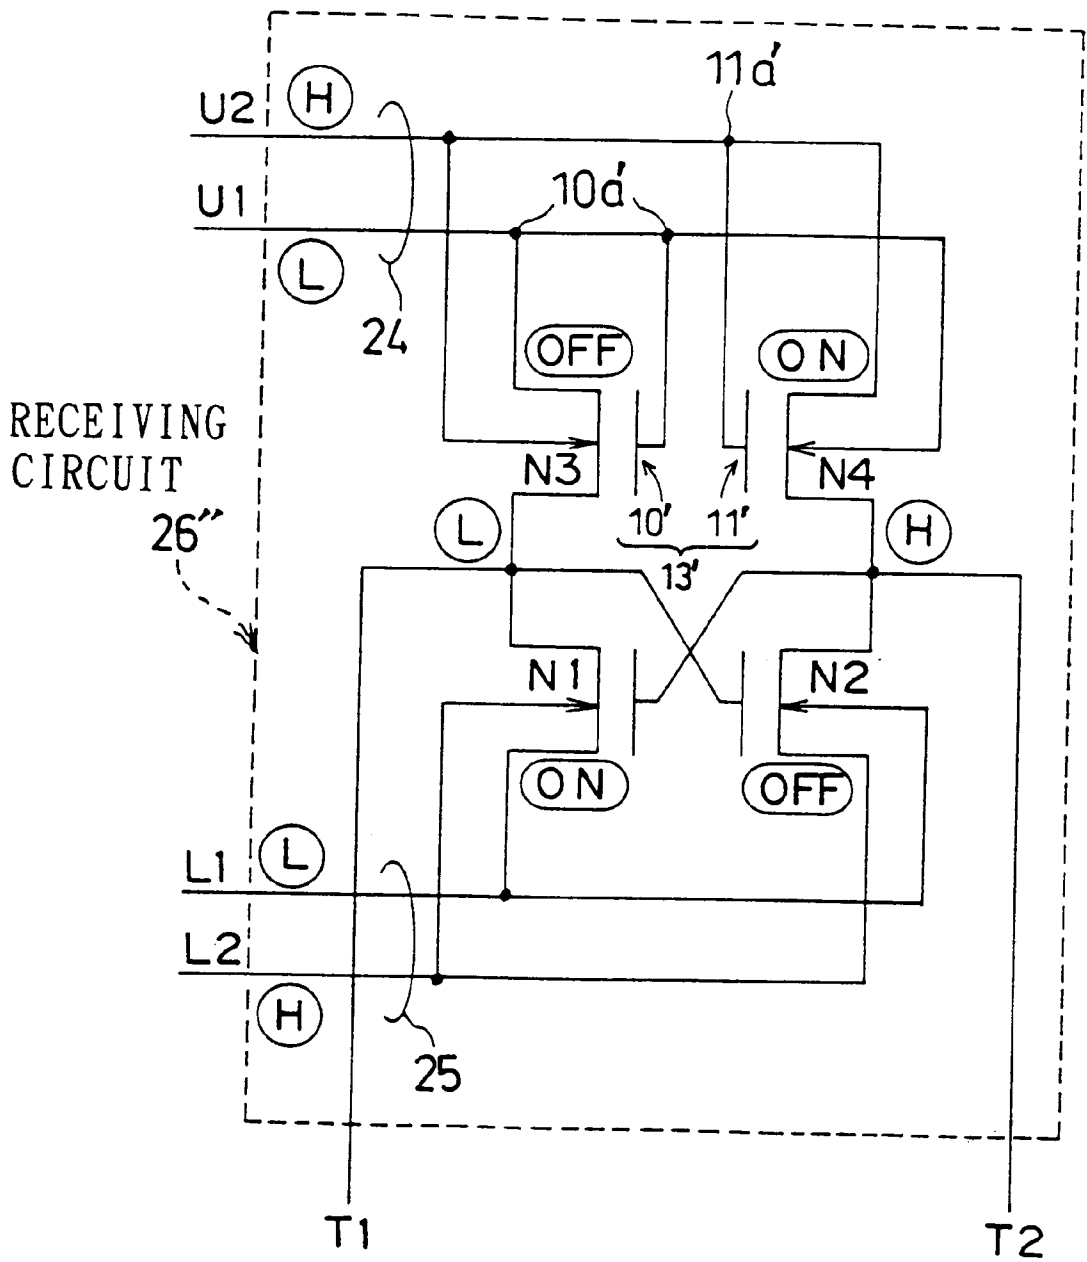 11a'
U2 H
U1
10a'
L
24
OFF
ON
RECEIVING
CIRCUIT
26"
N3
N4
10' 11'
13'
L
H
N1
N2
ON
OFF
L1 L
L2
H
25
T1
T2